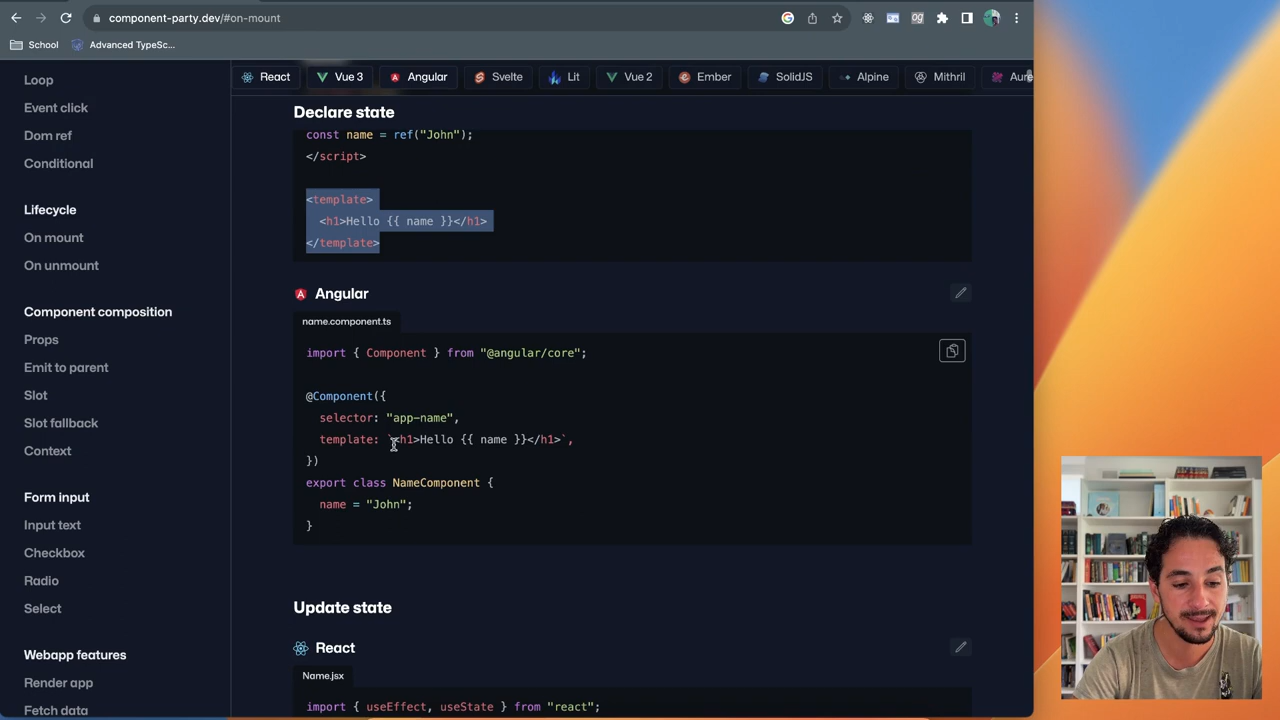 component-party.dev/#on-mount
School
Advanced TypeSc...
React
Vue 3
Angular
Svelte
Lit
Vue 2
Ember
SolidJS
Alpine
Mithril
Loop
Event click
Dom ref
Conditional
Lifecycle
On mount
On unmount
Component composition
Props
Emit to parent
Slot
Slot fallback
Context
Form input
Input text
Checkbox
Radio
Select
Webapp features
Render app
Fetch data
Declare state
const name = ref("John");
</script>
<template>
<h1>Hello {{ name }}</h1>
</template>
Angular
name.component.ts
import { Component } from "@angular/core";
@Component({
selector: "app-name",
template: `<h1>Hello {{ name }}</h1>`,
})
export class NameComponent {
name = "John";
}
Update state
React
Name.jsx
import { useEffect, useState } from "react";